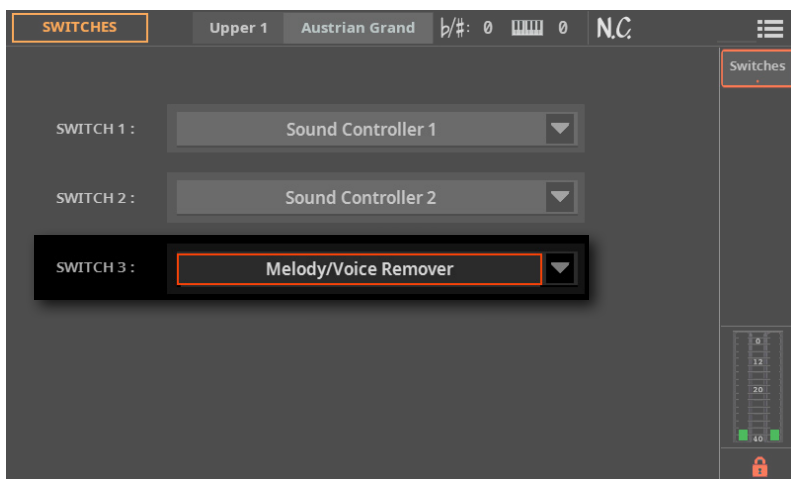 SWITCHES Upper 1 Austrian Grand ♭/♯: 0 0 N.C.
Switches
SWITCH 1 : Sound Controller 1
SWITCH 2 : Sound Controller 2
SWITCH 3 : Melody/Voice Remover
0
12
20
40